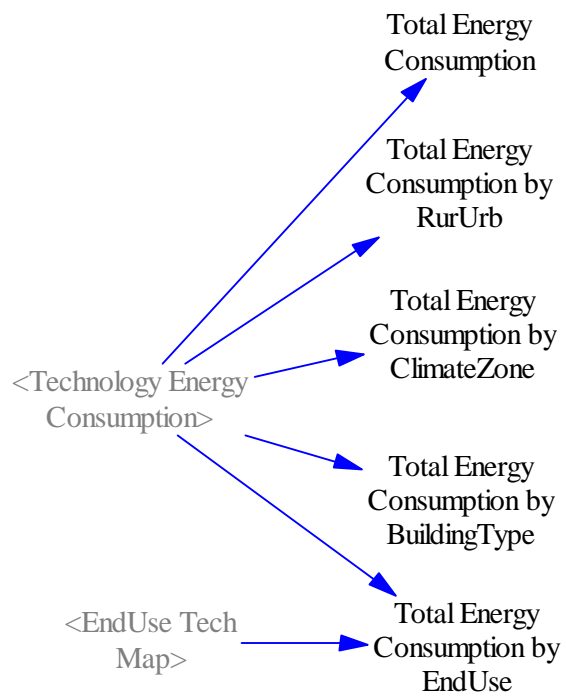 Total Energy
Consumption
Total Energy
Consumption by
RurUrb
Total Energy
Consumption by
ClimateZone
<Technology Energy
Consumption>
Total Energy
Consumption by
BuildingType
<EndUse Tech
Map>
Total Energy
Consumption by
EndUse